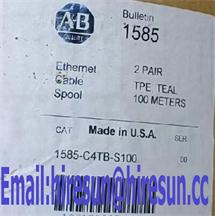 AB
Bulletin
1585
Ethernet
Cable
Spool
2 PAIR
TPE TEAL
100 METERS
CAT
Made in U.S.A.
SER
1585-C4TB-S100
00
Email:hiresun@hiresun.cc